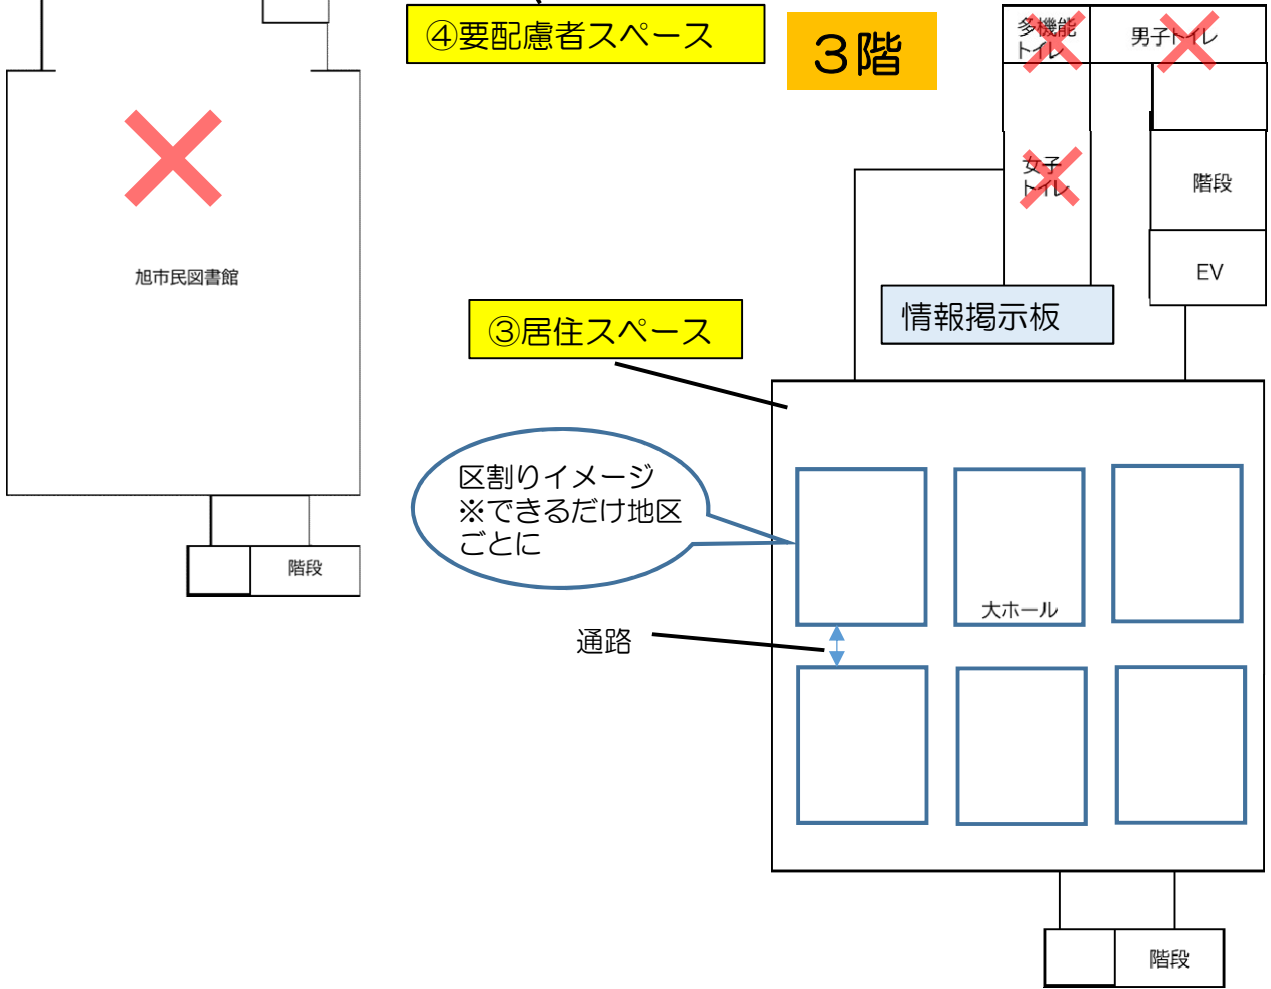 ④要配慮者スペース
３階
多機能
トイレ
男子トイレ
女子
トイレ
階段
EV
旭市民図書館
情報掲示板
③居住スペース
区割りイメージ
※できるだけ地区
ごとに
大ホール
通路
階段
階段